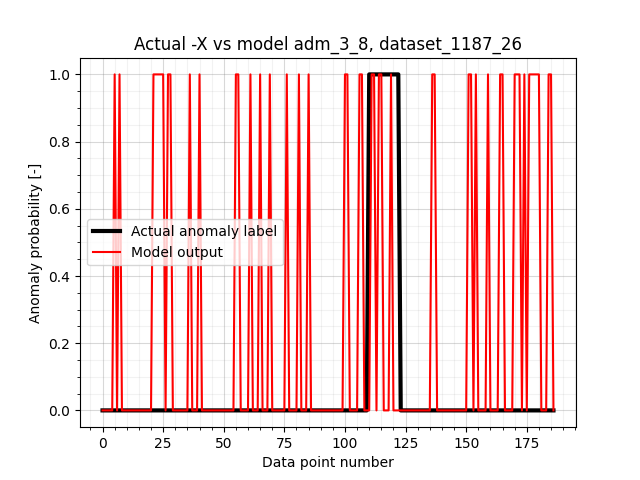 Actual -X vs model adm_3_8, dataset_1187_26
Anomaly probability [-]
1.0
0.8
0.6
0.4
0.2
0.0
Actual anomaly label
Model output
0
25
50
75
100
125
150
175
Data point number